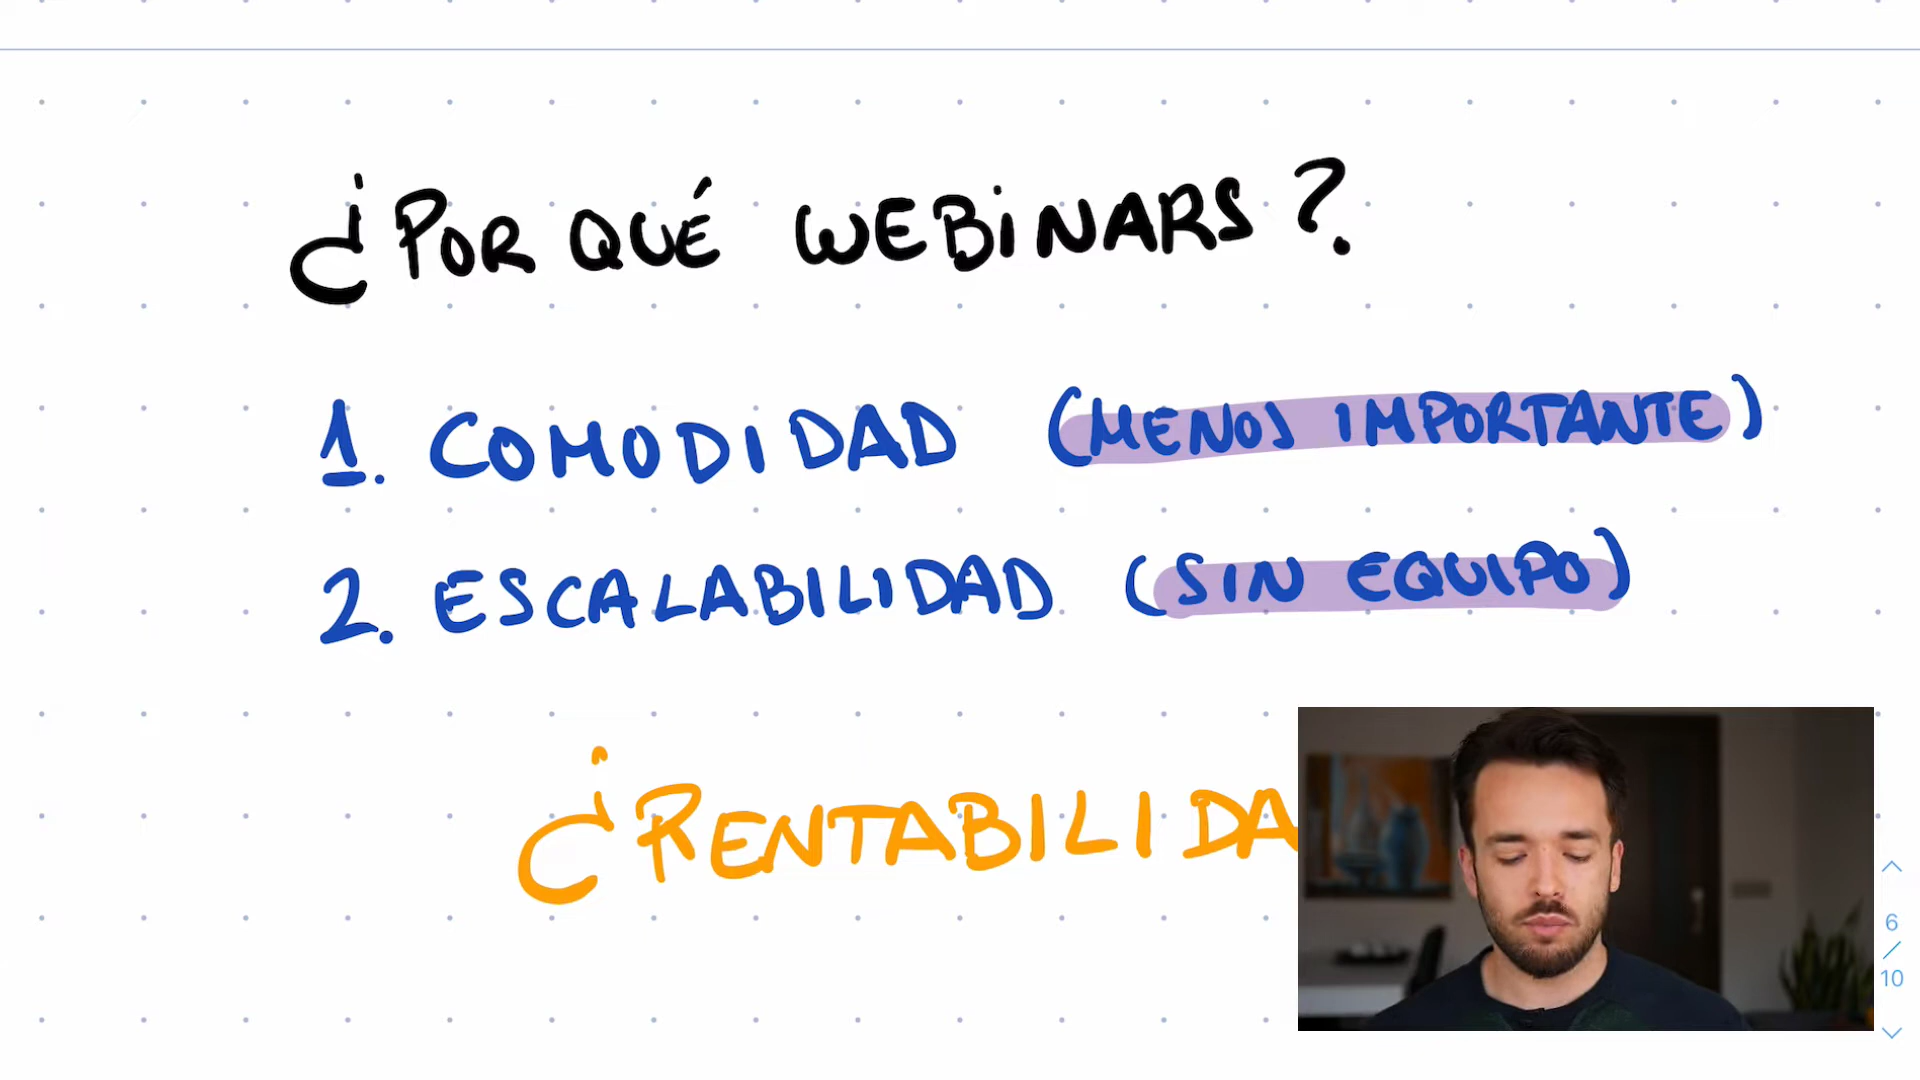 ¿POR QUÉ WEBINARS?
1. COMODIDAD (MENOS IMPORTANTE)
2. ESCALABILIDAD (SIN EQUIPO)
¿RENTABILIDA
6
/
10